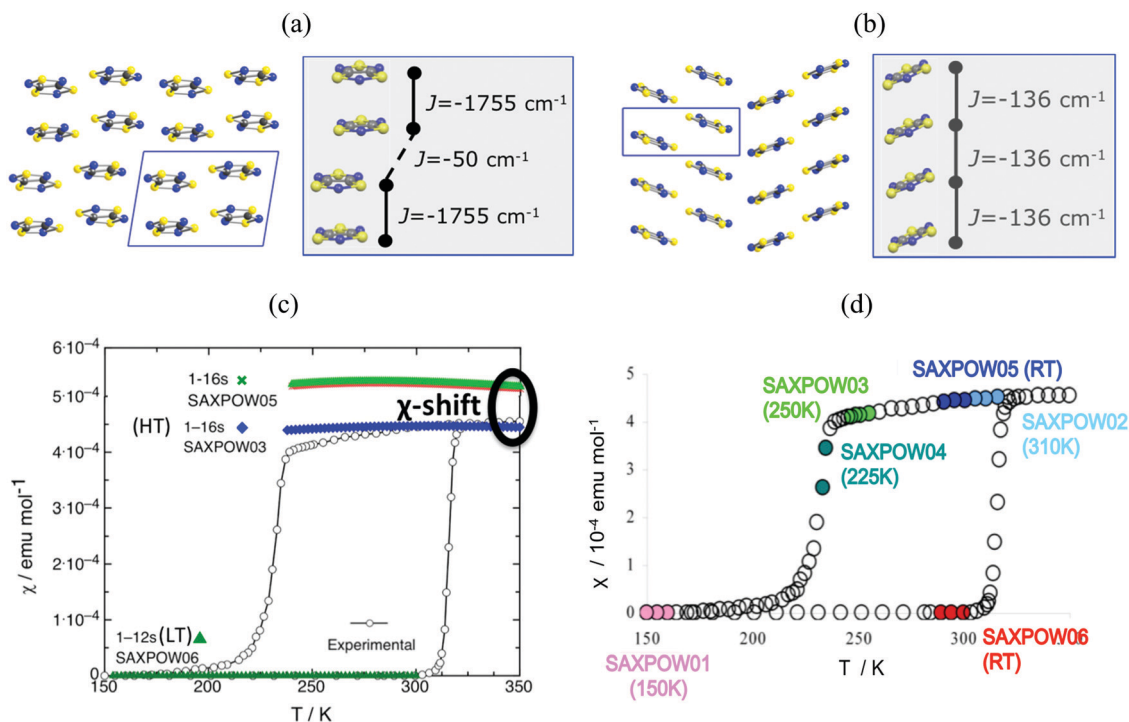 (a)
(b)
J=-1755 cm⁻¹
J=-50 cm⁻¹
J=-1755 cm⁻¹
J=-136 cm⁻¹
J=-136 cm⁻¹
J=-136 cm⁻¹
(c)
(d)
6·10⁻⁴
5·10⁻⁴
4·10⁻⁴
3·10⁻⁴
2·10⁻⁴
1·10⁻⁴
0
χ / emu mol⁻¹
1-16s
SAXPOW05
(HT)
1–16s
SAXPOW03
χ-shift
1–12s (LT)
SAXPOW06
Experimental
150
200
250
300
350
T / K
5
4
3
2
1
0
χ / 10⁻⁴ emu mol⁻¹
SAXPOW03
(250K)
SAXPOW05 (RT)
SAXPOW04
(225K)
SAXPOW02
(310K)
150
200
250
300
SAXPOW01
(150K)
T / K
SAXPOW06
(RT)